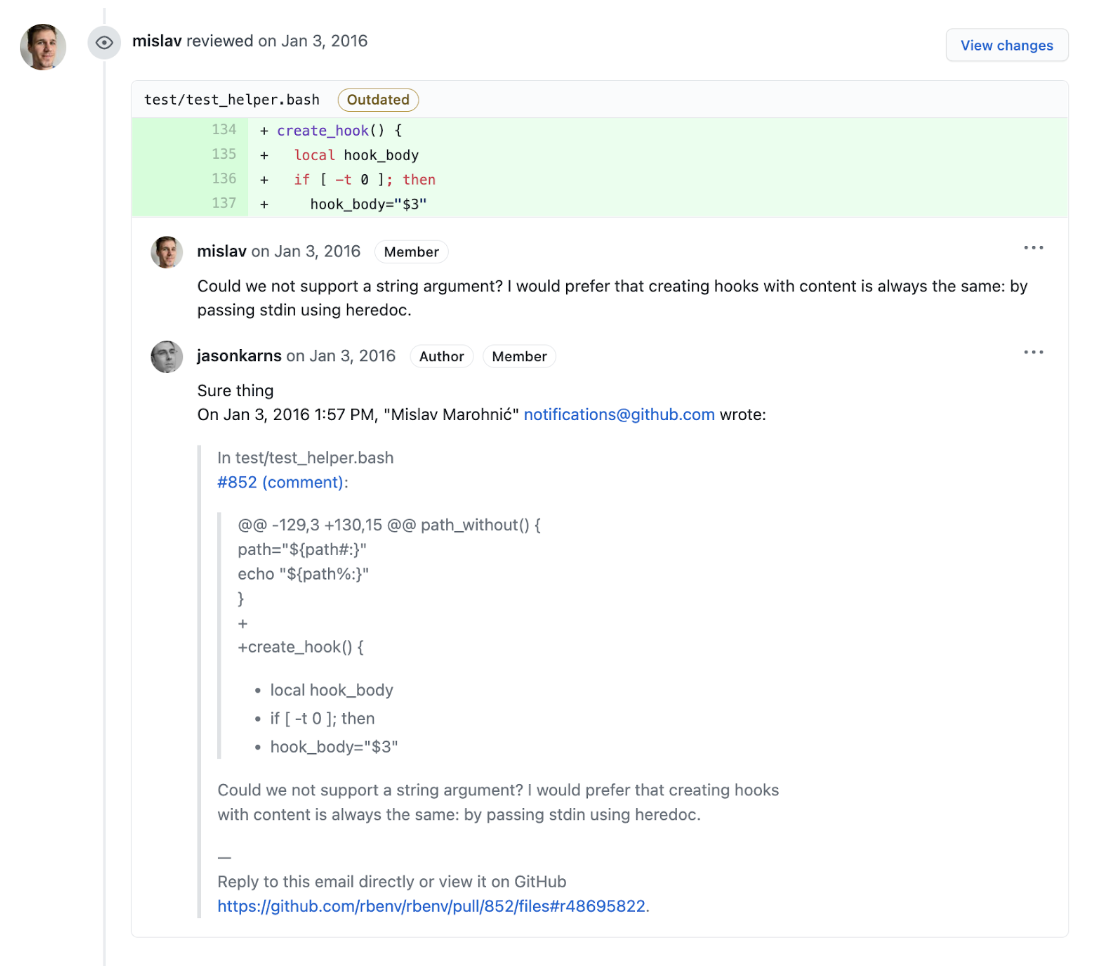 mislav reviewed on Jan 3, 2016
View changes
test/test_helper.bash Outdated
134 + create_hook() {
135 + local hook_body
136 + if [ -t 0 ]; then
137 + hook_body="$3"
mislav on Jan 3, 2016 Member
Could we not support a string argument? I would prefer that creating hooks with content is always the same: by
passing stdin using heredoc.
jasonkarns on Jan 3, 2016 Author Member
Sure thing
On Jan 3, 2016 1:57 PM, "Mislav Marohnić" notifications@github.com wrote:
In test/test_helper.bash
#852 (comment):
@@ -129,3 +130,15 @@ path_without() {
path="${path#:}"
echo "${path%:}"
}
+
+create_hook() {
• local hook_body
• if [ -t 0 ]; then
• hook_body="$3"
Could we not support a string argument? I would prefer that creating hooks
with content is always the same: by passing stdin using heredoc.
—
Reply to this email directly or view it on GitHub
https://github.com/rbenv/rbenv/pull/852/files#r48695822.